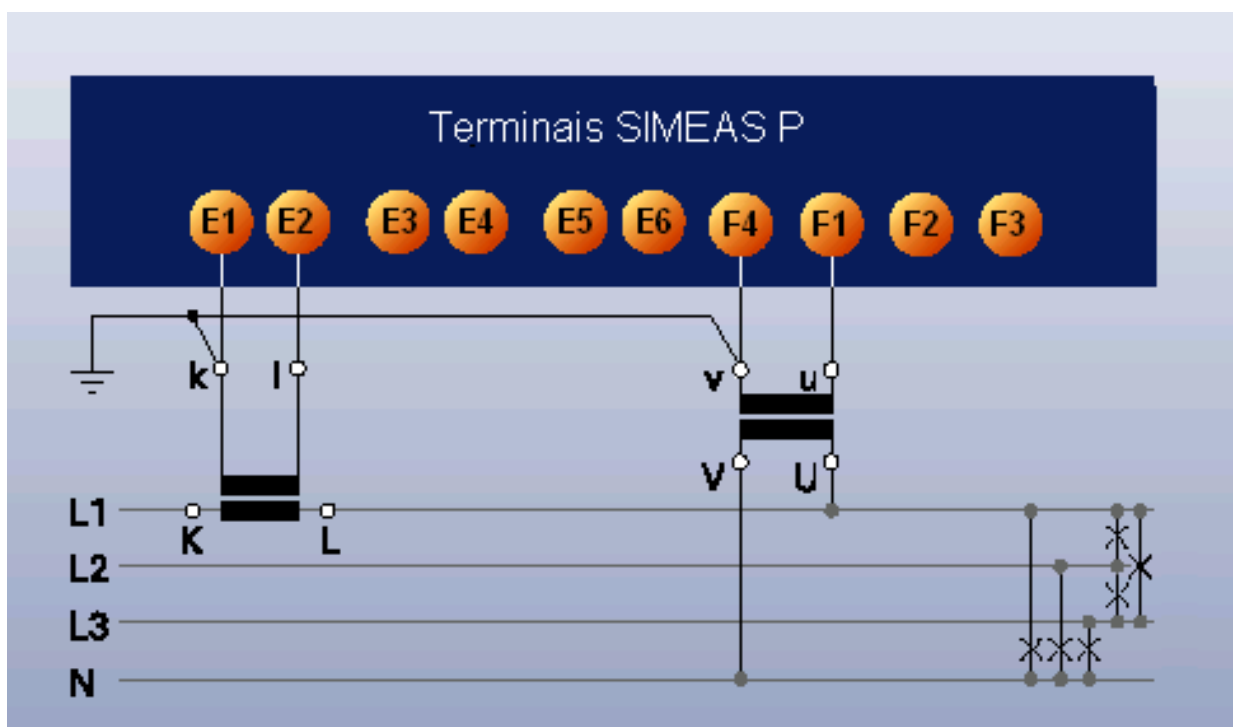 Terminais SIMEAS P
E1 E2 E3 E4 E5 E6 F4 F1 F2 F3
k l v u
V U
L1
K L
L2
L3
N